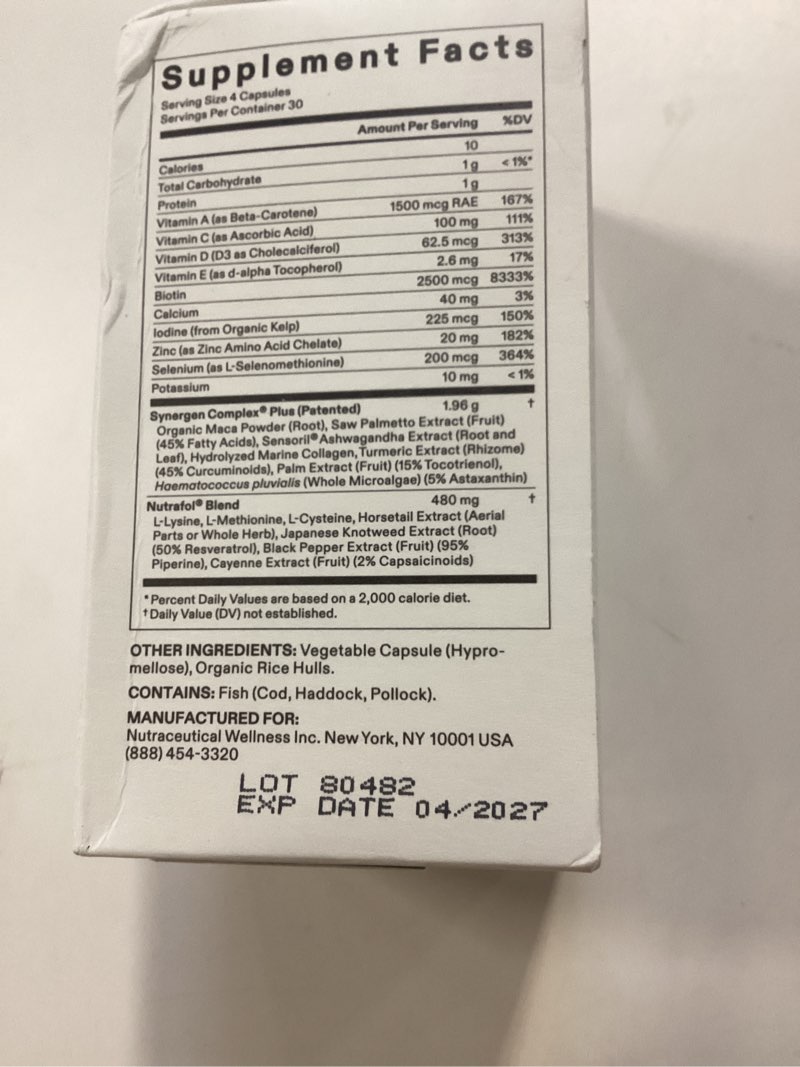 Supplement Facts
Serving Size 4 Capsules
Servings Per Container 30
Amount Per Serving %DV
Calories 10
Total Carbohydrate 1 g < 1%*
Protein 1 g
Vitamin A (as Beta-Carotene) 1500 mcg RAE 167%
Vitamin C (as Ascorbic Acid) 100 mg 111%
Vitamin D (D3 as Cholecalciferol) 62.5 mcg 313%
Vitamin E (as d-alpha Tocopherol) 2.6 mg 17%
Biotin 2500 mcg 8333%
Calcium 40 mg 3%
Iodine (from Organic Kelp) 225 mcg 150%
Zinc (as Zinc Amino Acid Chelate) 20 mg 182%
Selenium (as L-Selenomethionine) 200 mcg 364%
Potassium 10 mg < 1%
Synergen Complex® Plus (Patented) 1.96 g †
Organic Maca Powder (Root), Saw Palmetto Extract (Fruit)
(45% Fatty Acids), Sensoril® Ashwagandha Extract (Root and
Leaf), Hydrolyzed Marine Collagen, Turmeric Extract (Rhizome)
(45% Curcuminoids), Palm Extract (Fruit) (15% Tocotrienol),
Haematococcus pluvialis (Whole Microalgae) (5% Astaxanthin)
Nutrafol® Blend 480 mg †
L-Lysine, L-Methionine, L-Cysteine, Horsetail Extract (Aerial
Parts or Whole Herb), Japanese Knotweed Extract (Root)
(50% Resveratrol), Black Pepper Extract (Fruit) (95%
Piperine), Cayenne Extract (Fruit) (2% Capsaicinoids)
* Percent Daily Values are based on a 2,000 calorie diet.
† Daily Value (DV) not established.
OTHER INGREDIENTS: Vegetable Capsule (Hypro-
mellose), Organic Rice Hulls.
CONTAINS: Fish (Cod, Haddock, Pollock).
MANUFACTURED FOR:
Nutraceutical Wellness Inc. New York, NY 10001 USA
(888) 454-3320
LOT 80482
EXP DATE 04/2027